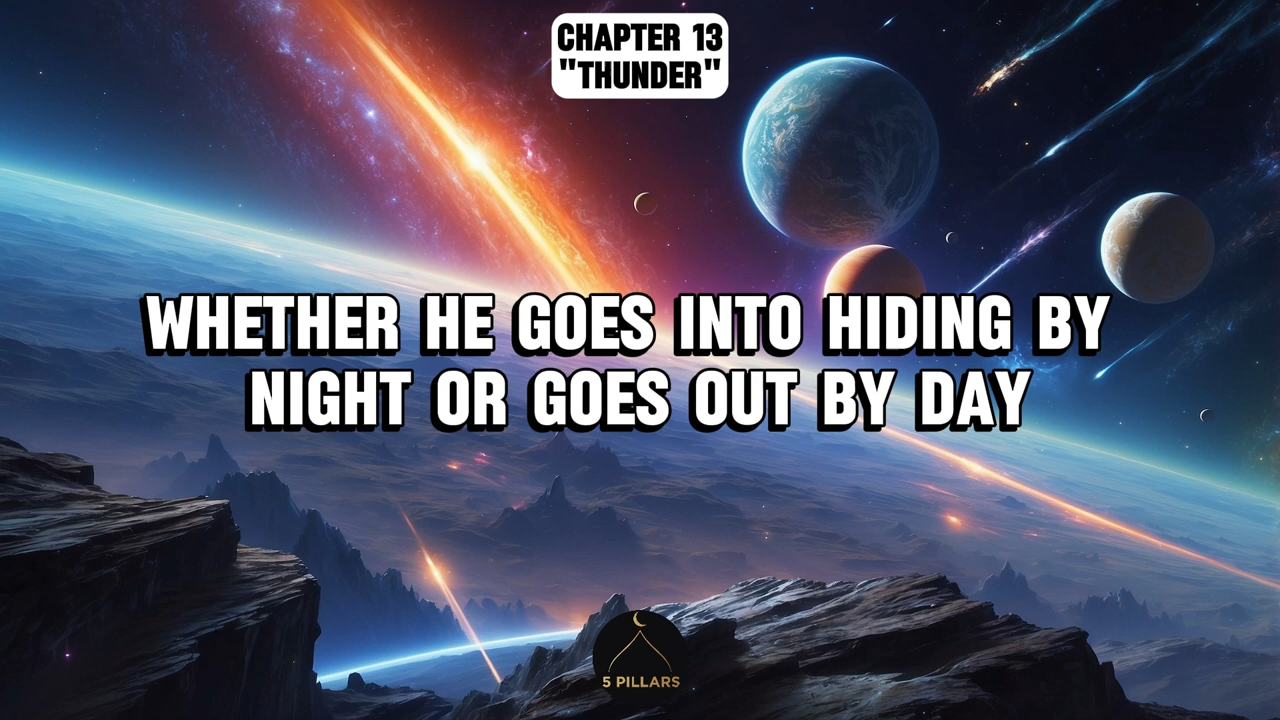 CHAPTER 13
"THUNDER"
WHETHER HE GOES INTO HIDING BY
NIGHT OR GOES OUT BY DAY
5 PILLARS